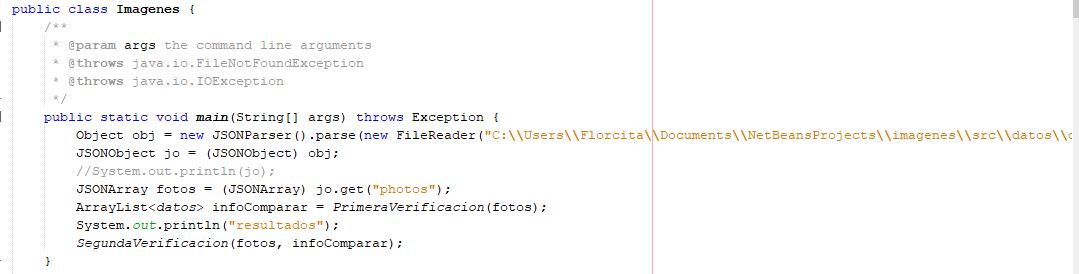 public class Imagenes {
/**
* @param args the command line arguments
* @throws java.io.FileNotFoundException
* @throws java.io.IOException
*/
public static void main(String[] args) throws Exception {
Object obj = new JSONParser().parse(new FileReader("C:\\Users\\Florcita\\Documents\\NetBeansProjects\\imagenes\\src\\datos\\
JSONObject jo = (JSONObject) obj;
//System.out.println(jo);
JSONArray fotos = (JSONArray) jo.get("photos");
ArrayList<datos> infoComparar = PrimeraVerificacion(fotos);
System.out.println("resultados");
SegundaVerificacion(fotos, infoComparar);
}